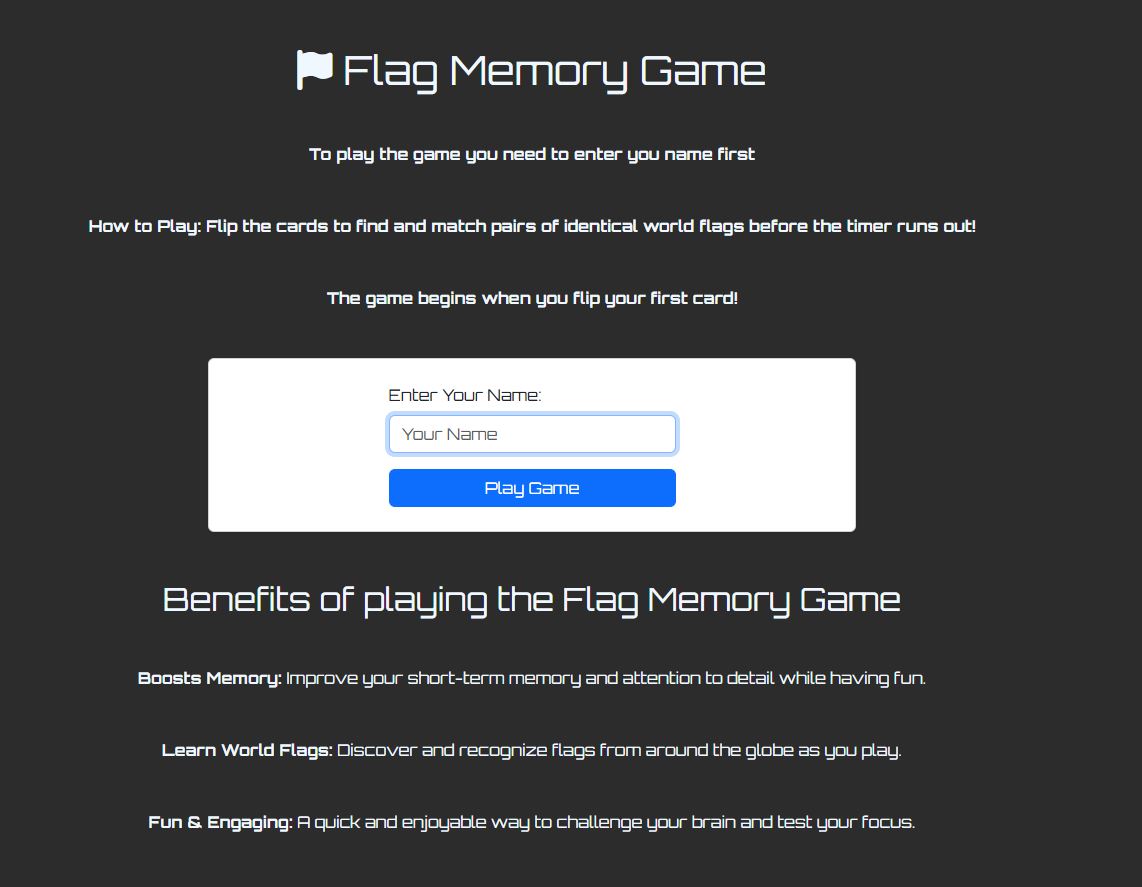 Flag Memory Game
To play the game you need to enter you name first
How to Play: Flip the cards to find and match pairs of identical world flags before the timer runs out!
The game begins when you flip your first card!
Enter Your Name:
Your Name
Play Game
Benefits of playing the Flag Memory Game
Boosts Memory: Improve your short-term memory and attention to detail while having fun.
Learn World Flags: Discover and recognize flags from around the globe as you play.
Fun & Engaging: A quick and enjoyable way to challenge your brain and test your focus.